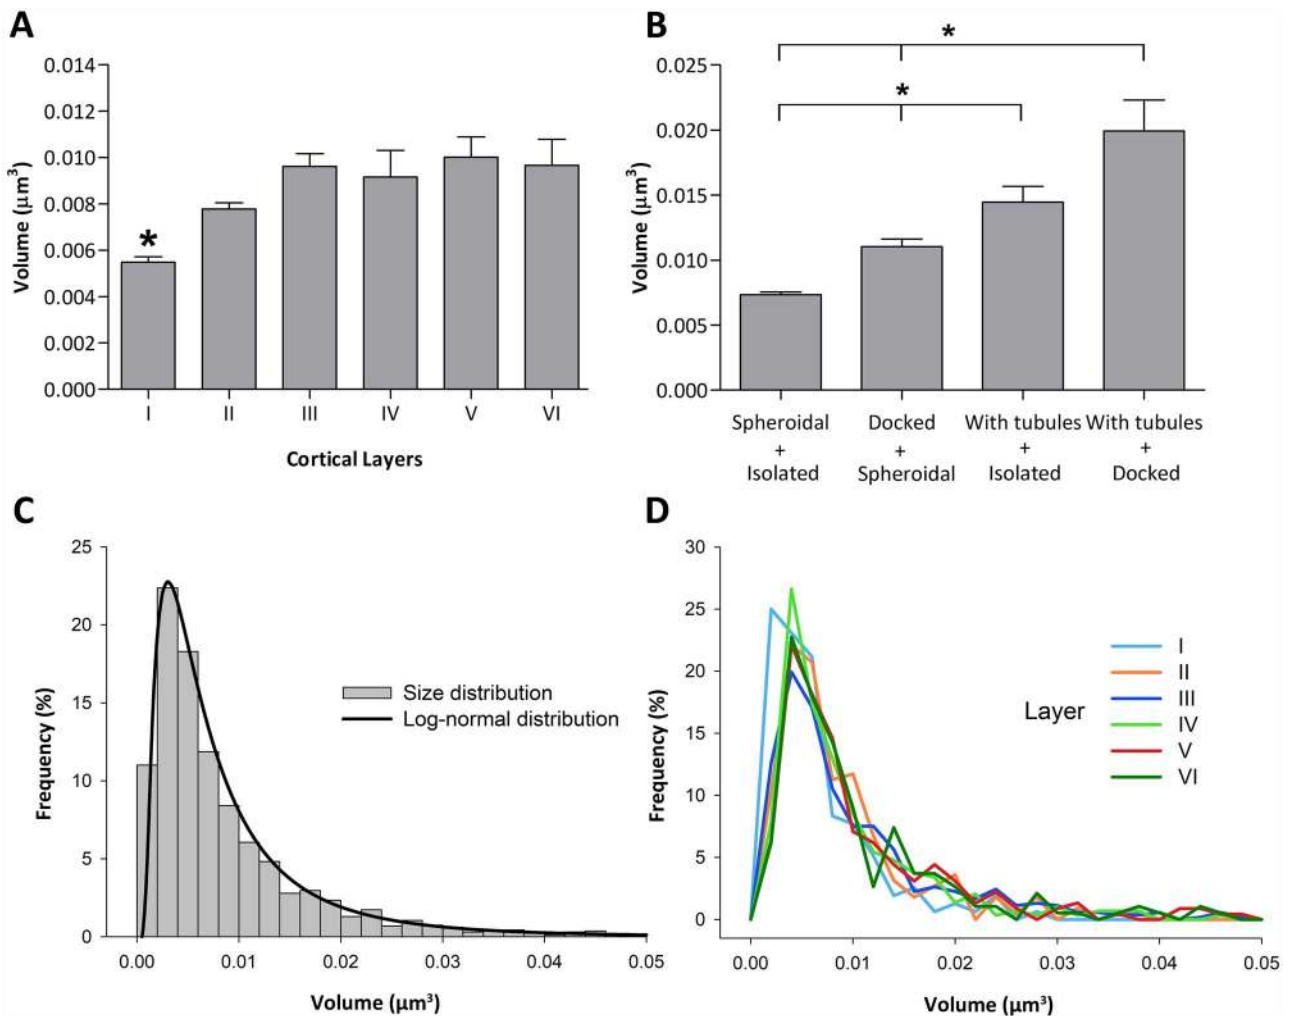 A
Volume (µm³)
0.014
0.012
0.010
0.008
0.006
0.004
0.002
0.000
*
I II III IV V VI
Cortical Layers
B
Volume (µm³)
0.025
0.020
0.015
0.010
0.005
0.000
*
*
Spheroidal + Isolated
Docked + Spheroidal
With tubules + Isolated
With tubules + Docked
C
Frequency (%)
25
20
15
10
5
0
Size distribution
Log-normal distribution
0.00 0.01 0.02 0.03 0.04 0.05
Volume (µm³)
D
Frequency (%)
30
25
20
15
10
5
0
Layer
I
II
III
IV
V
VI
0.00 0.01 0.02 0.03 0.04 0.05
Volume (µm³)